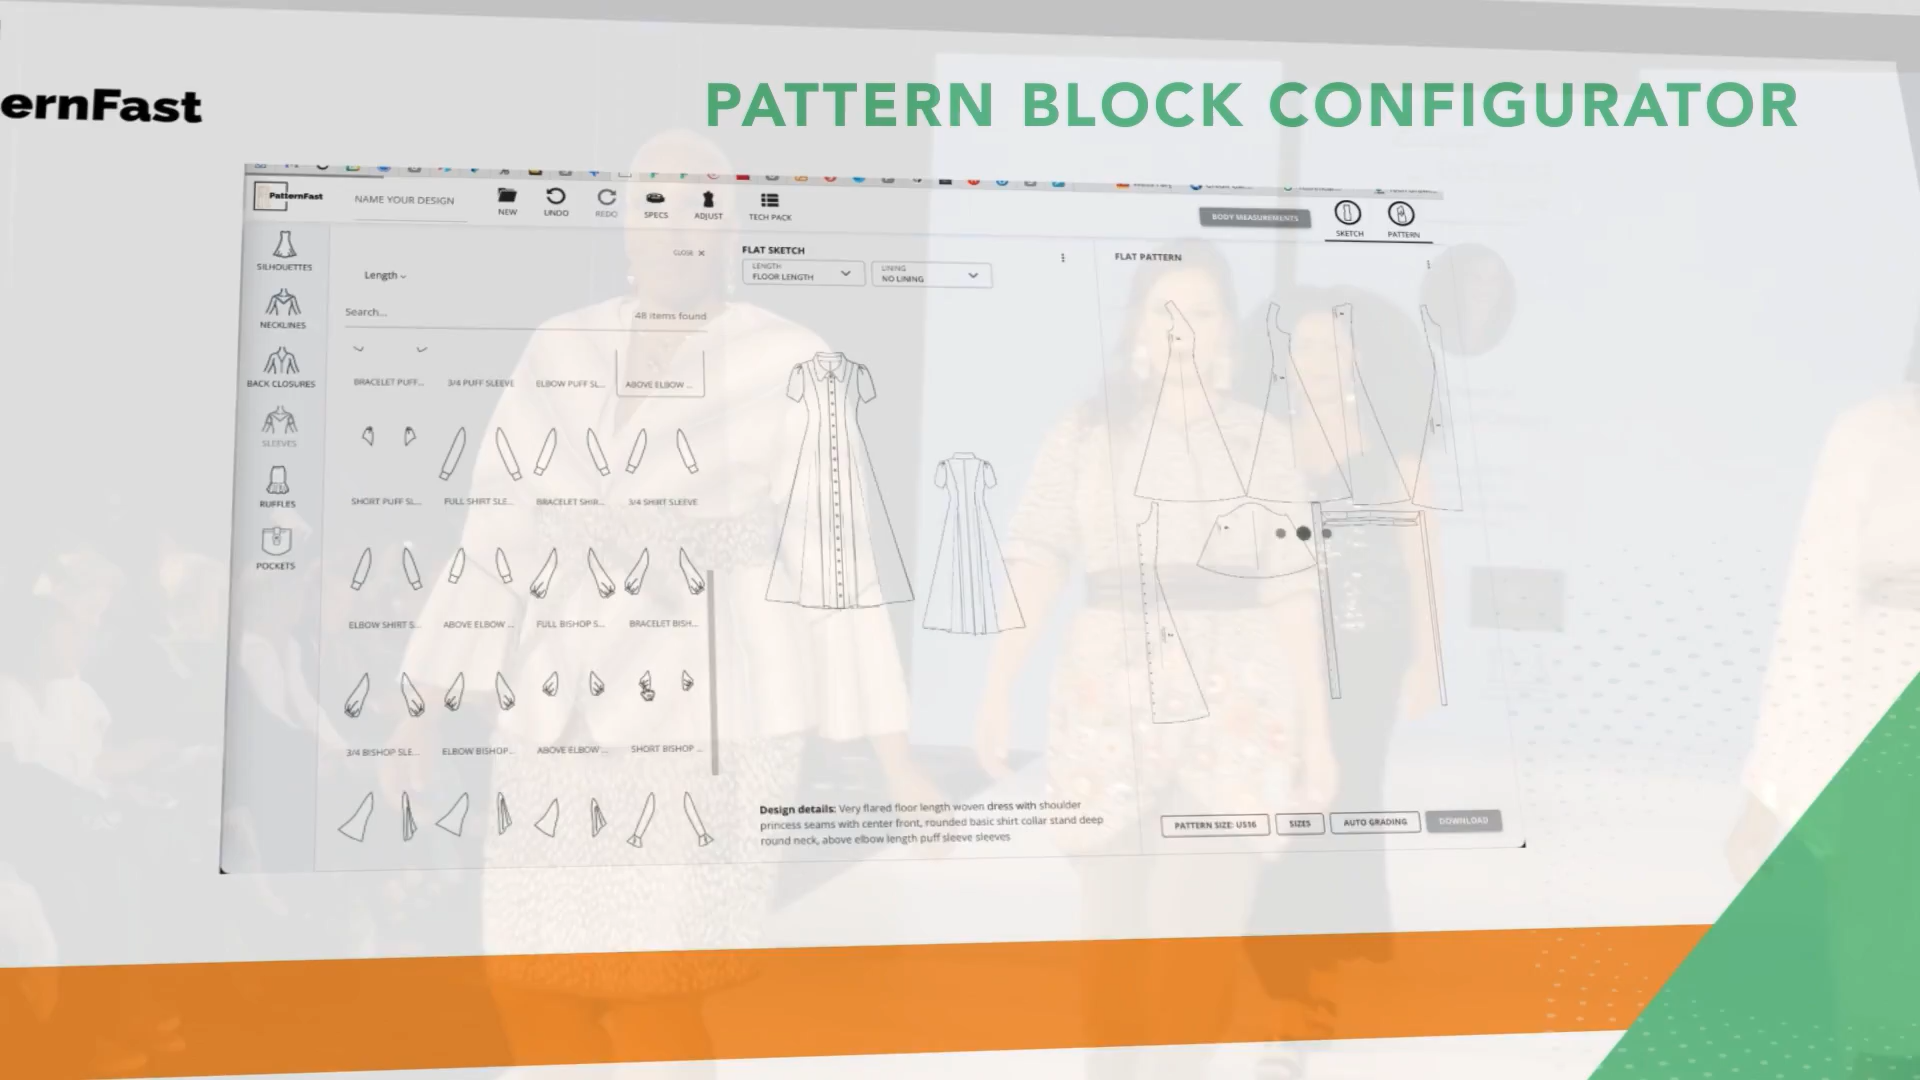 ernFast
PATTERN BLOCK CONFIGURATOR
PatternFast
NAME YOUR DESIGN
NEW
UNDO
REDO
SPECS
ADJUST
TECH PACK
BODY MEASUREMENTS
SKETCH
PATTERN
SILHOUETTES
NECKLINES
BACK CLOSURES
SLEEVES
RUFFLES
POCKETS
CLOSE X
Length
Search...
48 items found
BRACELET PUFF...
3/4 PUFF SLEEVE
ELBOW PUFF SL...
ABOVE ELBOW ...
SHORT PUFF SL...
FULL SHIRT SLE...
BRACELET SHIR...
3/4 SHIRT SLEEVE
ELBOW SHIRT S...
ABOVE ELBOW ...
FULL BISHOP S...
BRACELET BISH...
3/4 BISHOP SLE...
ELBOW BISHOP...
ABOVE ELBOW ...
SHORT BISHOP ...
FLAT SKETCH
LENGTH
FLOOR LENGTH
LINING
NO LINING
Design details: Very flared floor length woven dress with shoulder
princess seams with center front, rounded basic shirt collar stand deep
round neck, above elbow length puff sleeve sleeves
FLAT PATTERN
PATTERN SIZE: US16
SIZES
AUTO GRADING
DOWNLOAD